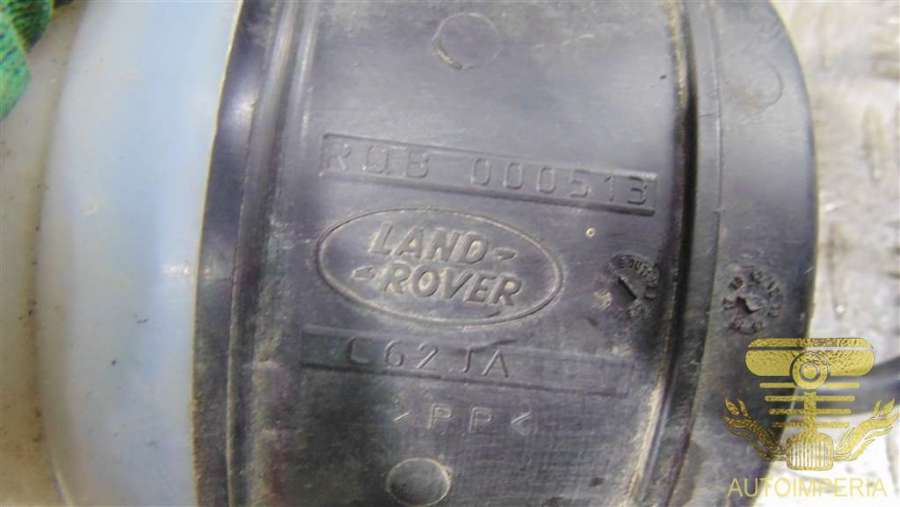 RQB 000513
LAND-
-ROVER
C62JA
>PP<
AUTOIMPERIA